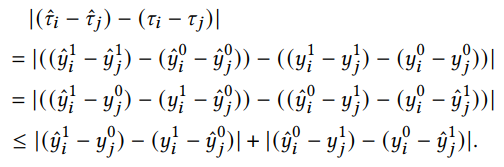 |(τ̂ᵢ − τ̂ⱼ) − (τᵢ − τⱼ)|
= |((ŷᵢ¹ − ŷⱼ¹) − (ŷᵢ⁰ − ŷⱼ⁰)) − ((yᵢ¹ − yⱼ¹) − (yᵢ⁰ − yⱼ⁰))|
= |((ŷᵢ¹ − yⱼ⁰) − (yᵢ¹ − ŷⱼ⁰)) − ((ŷᵢ⁰ − yⱼ¹) − (yᵢ⁰ − ŷⱼ¹))|
≤ |(ŷᵢ¹ − yⱼ⁰) − (yᵢ¹ − ŷⱼ⁰)| + |(ŷᵢ⁰ − yⱼ¹) − (yᵢ⁰ − ŷⱼ¹)|.